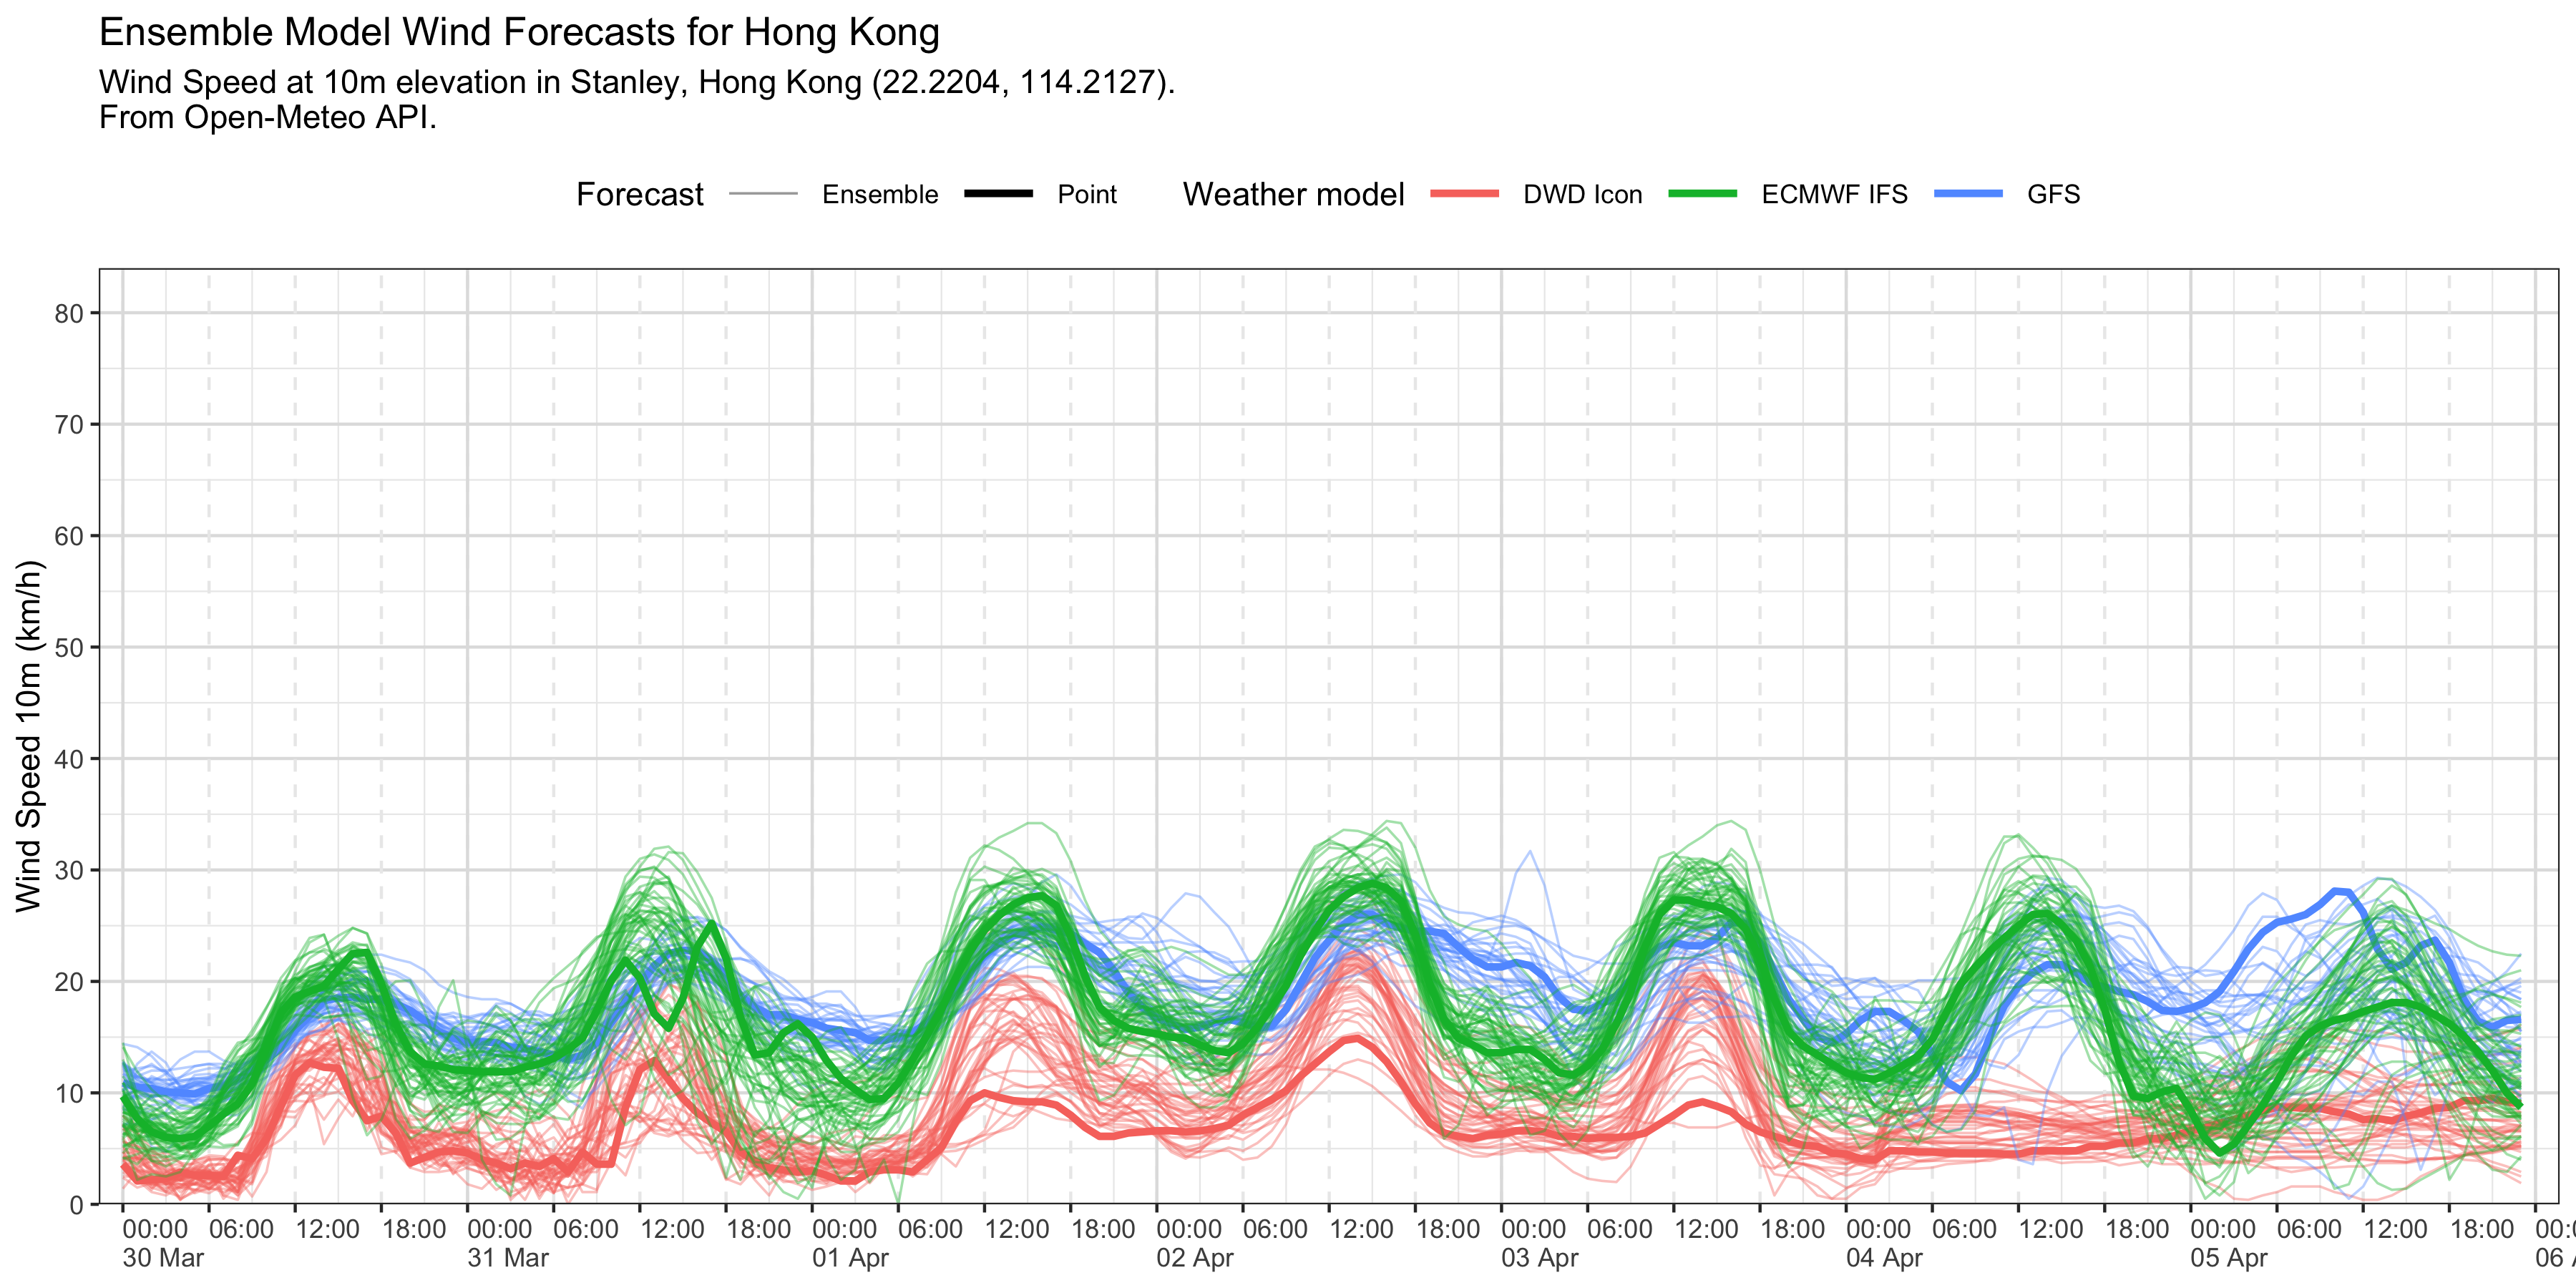 Ensemble Model Wind Forecasts for Hong Kong
Wind Speed at 10m elevation in Stanley, Hong Kong (22.2204, 114.2127).
From Open-Meteo API.
Forecast Ensemble Point Weather model DWD Icon ECMWF IFS GFS
Wind Speed 10m (km/h)
80
70
60
50
40
30
20
10
0
00:00 06:00 12:00 18:00 00:00 06:00 12:00 18:00 00:00 06:00 12:00 18:00 00:00 06:00 12:00 18:00 00:00 06:00 12:00 18:00 00:00 06:00 12:00 18:00 00:00 06:00 12:00 18:00
30 Mar 31 Mar 01 Apr 02 Apr 03 Apr 04 Apr 05 Apr 06